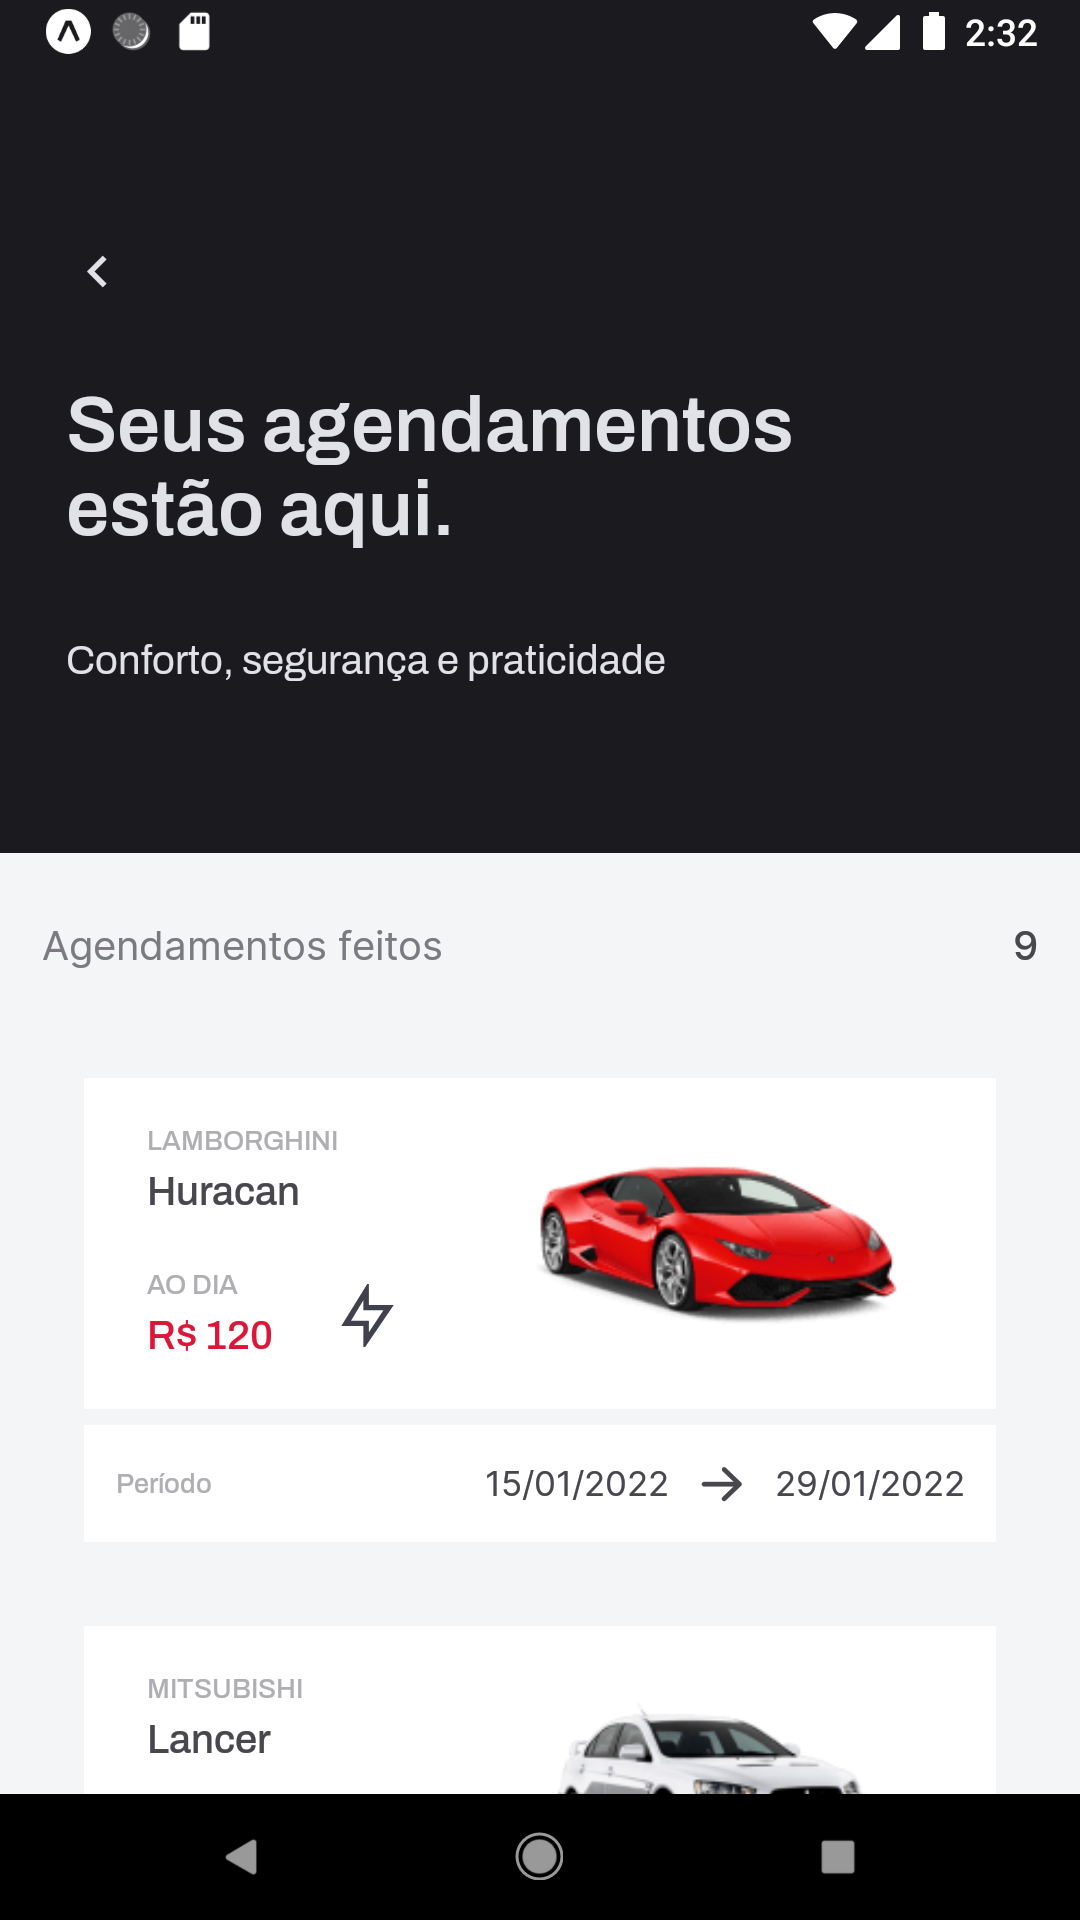 2:32
Seus agendamentos
estão aqui.
Conforto, segurança e praticidade
Agendamentos feitos 9
LAMBORGHINI
Huracan
AO DIA
R$ 120
Período 15/01/2022 29/01/2022
MITSUBISHI
Lancer